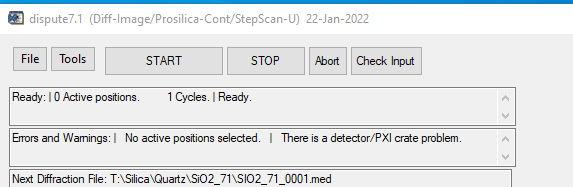 dispute7.1 (Diff-Image/Prosilica-Cont/StepScan-U) 22-Jan-2022
File Tools START STOP Abort Check Input
Ready: | 0 Active positions. 1 Cycles. | Ready.
Errors and Warnings: | No active positions selected. | There is a detector/PXI crate problem.
Next Diffraction File: T:\Silica\Quartz\SiO2_71\SIO2_71_0001.med